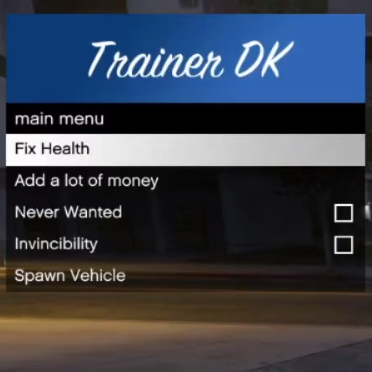 Trainer DK
main menu
Fix Health
Add a lot of money
Never Wanted
Invincibility
Spawn Vehicle